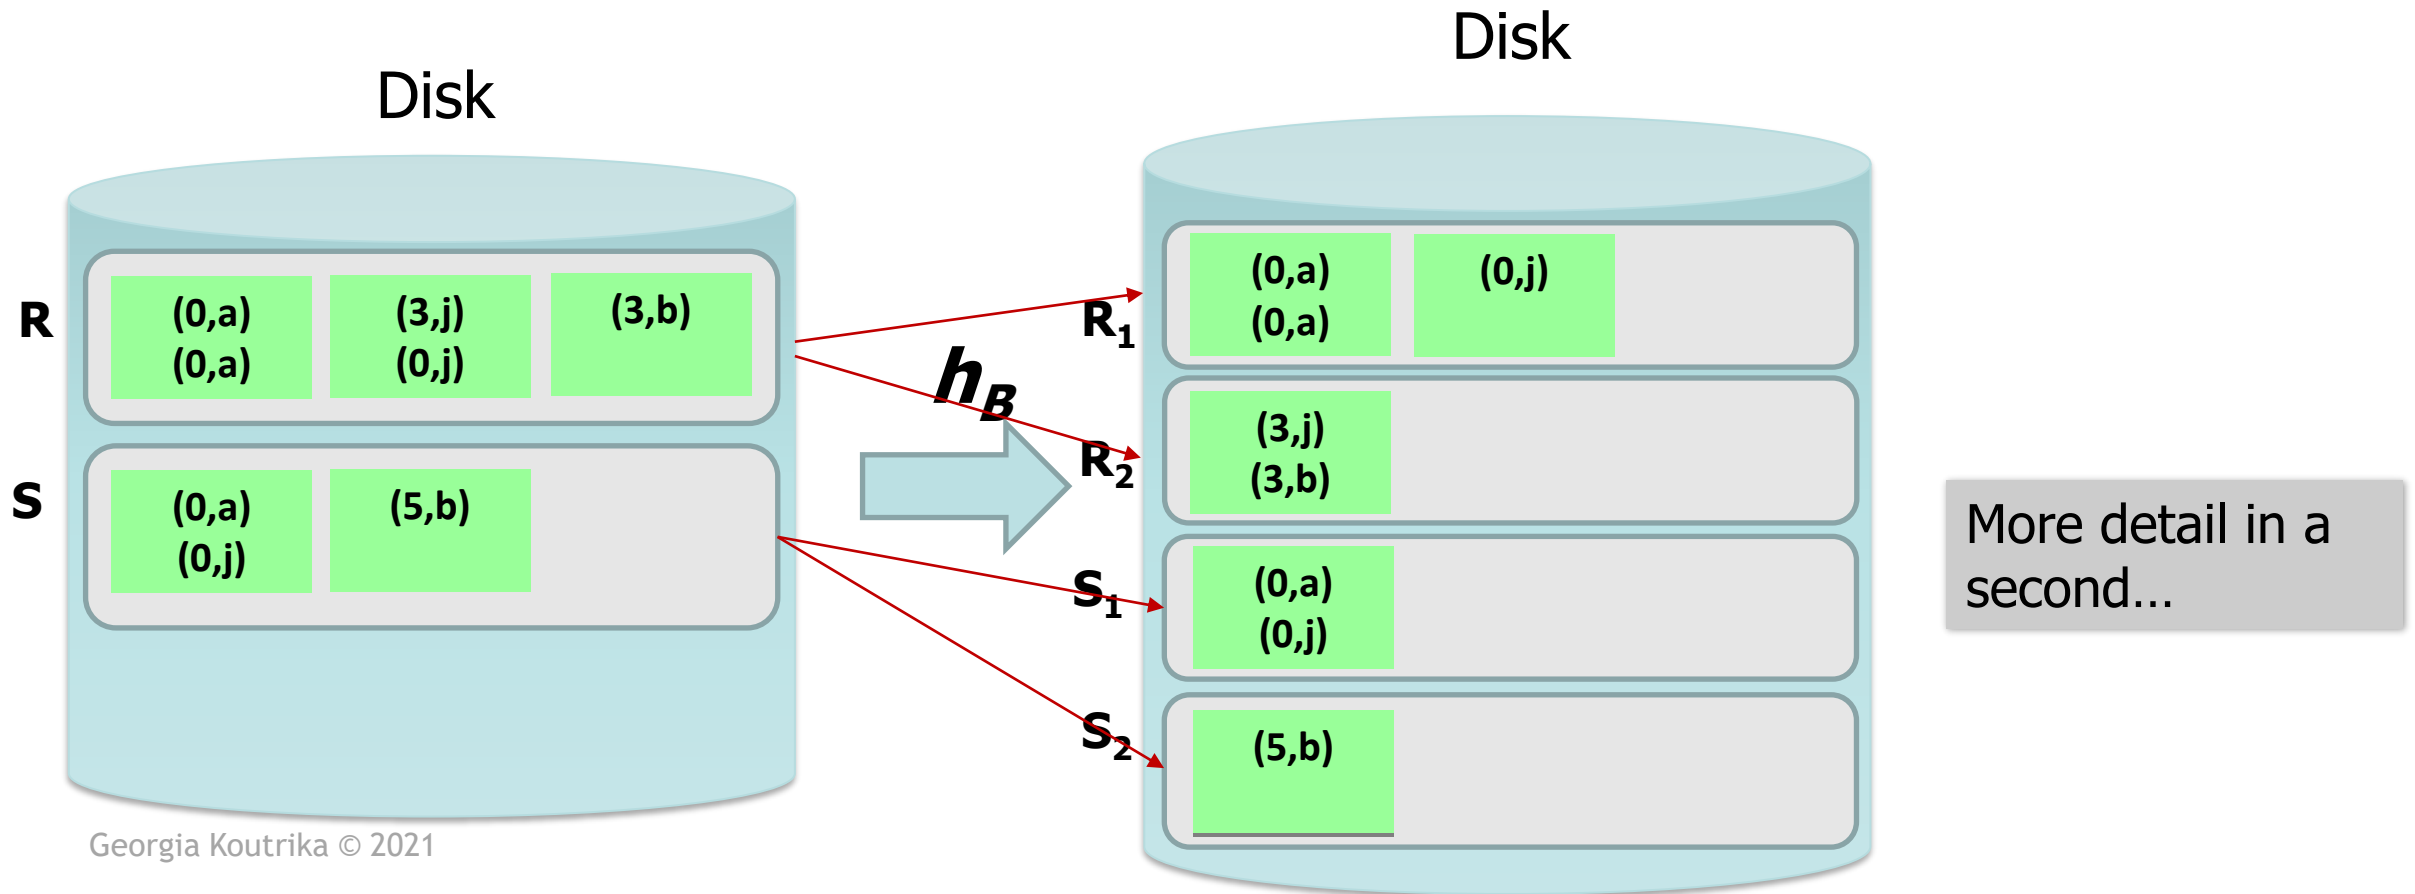 Disk
Disk
R
(0,a)
(0,a)
(3,j)
(0,j)
(3,b)
S
(0,a)
(0,j)
(5,b)
h_B
R₁
(0,a)
(0,a)
(0,j)
R₂
(3,j)
(3,b)
S₁
(0,a)
(0,j)
S₂
(5,b)
More detail in a
second...
Georgia Koutrika © 2021